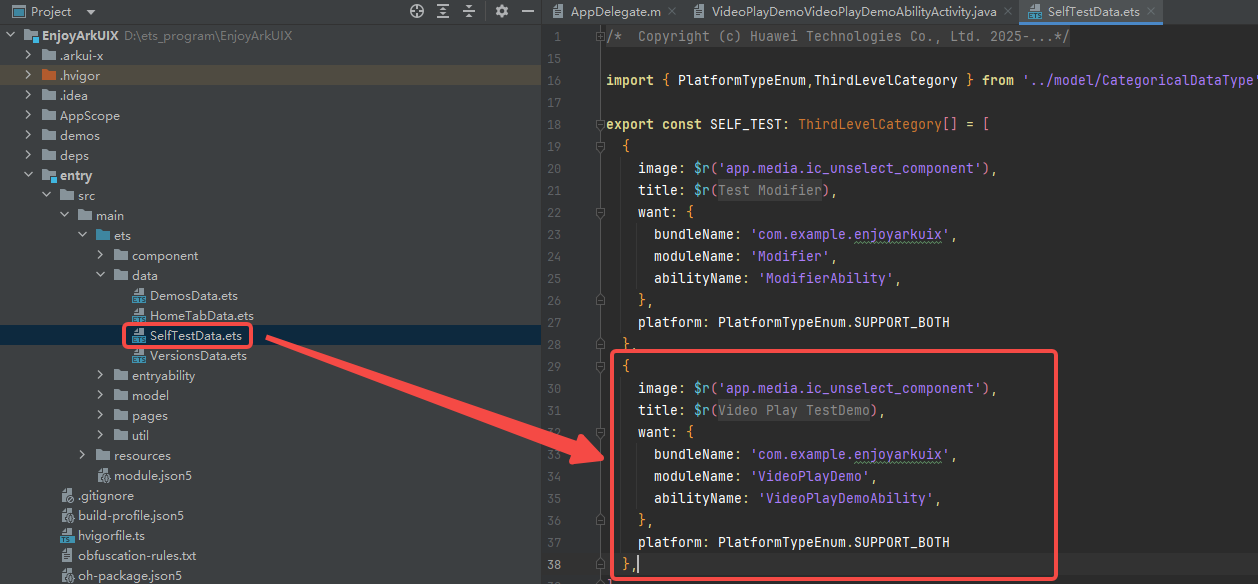 Project
EnjoyArkUIX D:\ets_program\EnjoyArkUIX
.arkui-x
.hvigor
.idea
AppScope
demos
deps
entry
src
main
ets
component
data
DemosData.ets
HomeTabData.ets
SelfTestData.ets
VersionsData.ets
entryability
model
pages
util
resources
module.json5
.gitignore
build-profile.json5
hvigorfile.ts
obfuscation-rules.txt
oh-package.json5
AppDelegate.m
VideoPlayDemoVideoPlayDemoAbilityActivity.java
SelfTestData.ets
1 /* Copyright (c) Huawei Technologies Co., Ltd. 2025-...*/
15
16 import { PlatformTypeEnum,ThirdLevelCategory } from '../model/CategoricalDataType'
17
18 export const SELF_TEST: ThirdLevelCategory[] = [
19 {
20 image: $r('app.media.ic_unselect_component'),
21 title: $r(Test Modifier),
22 want: {
23 bundleName: 'com.example.enjoyarkuix',
24 moduleName: 'Modifier',
25 abilityName: 'ModifierAbility',
26 },
27 platform: PlatformTypeEnum.SUPPORT_BOTH
28 },
29 {
30 image: $r('app.media.ic_unselect_component'),
31 title: $r(Video Play TestDemo),
32 want: {
33 bundleName: 'com.example.enjoyarkuix',
34 moduleName: 'VideoPlayDemo',
35 abilityName: 'VideoPlayDemoAbility',
36 },
37 platform: PlatformTypeEnum.SUPPORT_BOTH
38 },